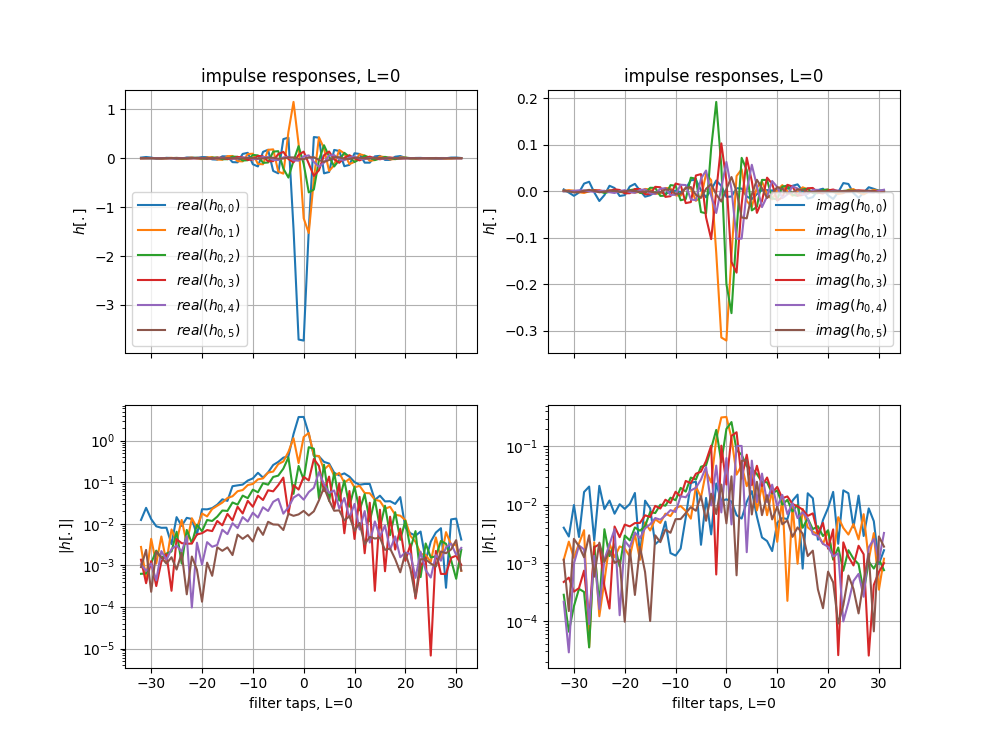 impulse responses, L=0
h[.]
1
0
−1
−2
−3
real(h0,0)
real(h0,1)
real(h0,2)
real(h0,3)
real(h0,4)
real(h0,5)
impulse responses, L=0
h[.]
0.2
0.1
0.0
−0.1
−0.2
−0.3
imag(h0,0)
imag(h0,1)
imag(h0,2)
imag(h0,3)
imag(h0,4)
imag(h0,5)
|h[.]|
10^0
10^−1
10^−2
10^−3
10^−4
10^−5
−30 −20 −10 0 10 20 30
filter taps, L=0
|h[.]|
10^−1
10^−2
10^−3
10^−4
−30 −20 −10 0 10 20 30
filter taps, L=0